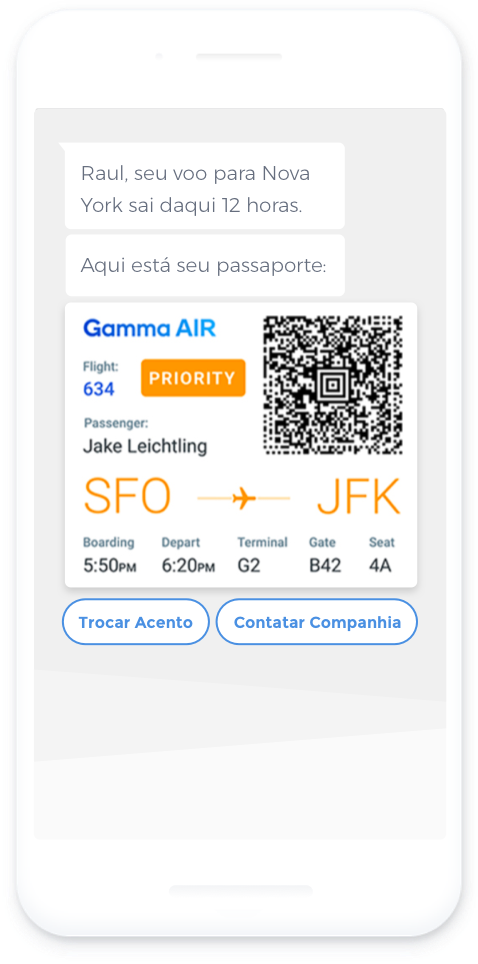 Raul, seu voo para Nova
York sai daqui 12 horas.
Aqui está seu passaporte:
Gamma AIR
Flight:
634
PRIORITY
Passenger:
Jake Leichtling
SFO JFK
Boarding Depart Terminal Gate Seat
5:50PM 6:20PM G2 B42 4A
Trocar Acento Contatar Companhia